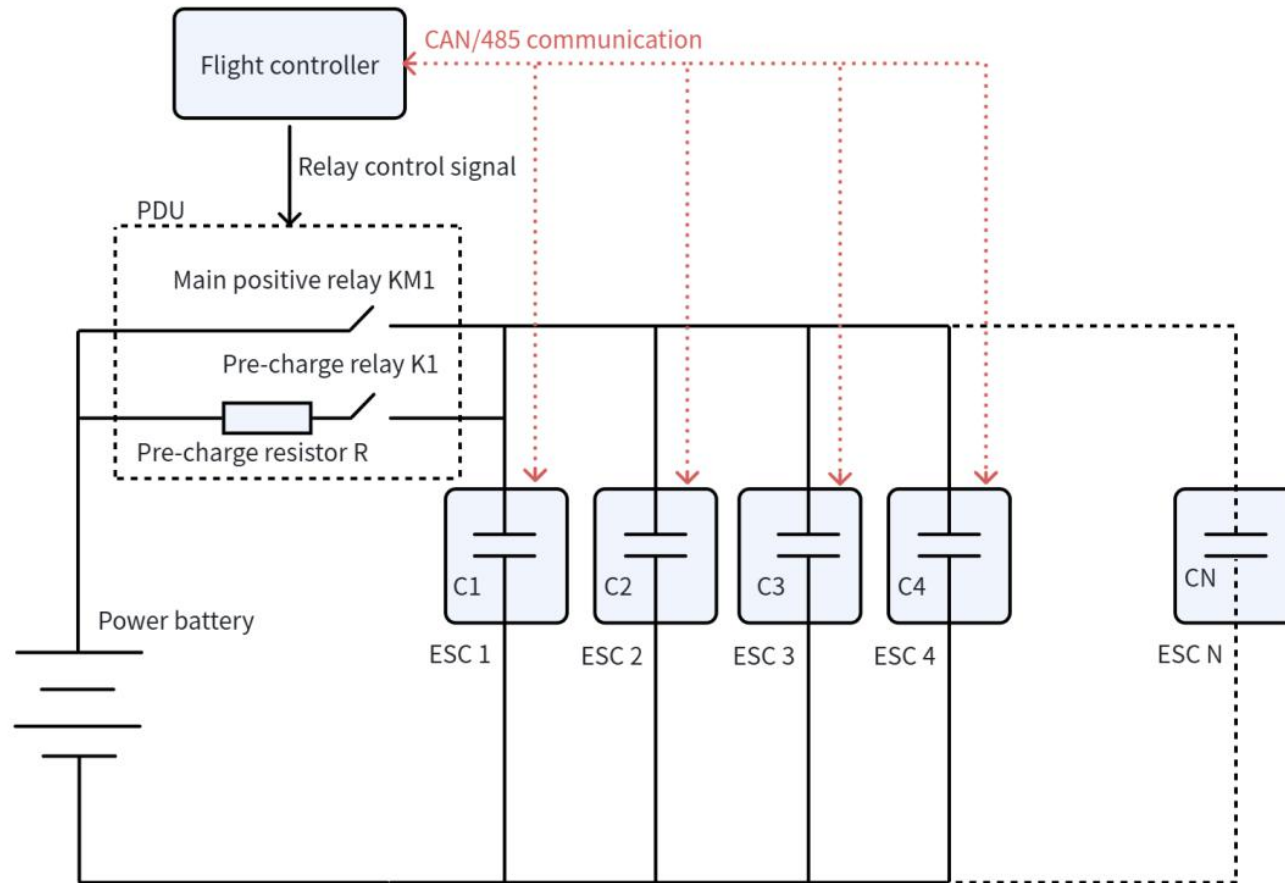 CAN/485 communication
Flight controller
Relay control signal
PDU
Main positive relay KM1
Pre-charge relay K1
Pre-charge resistor R
C1
C2
C3
C4
CN
Power battery
ESC 1
ESC 2
ESC 3
ESC 4
ESC N